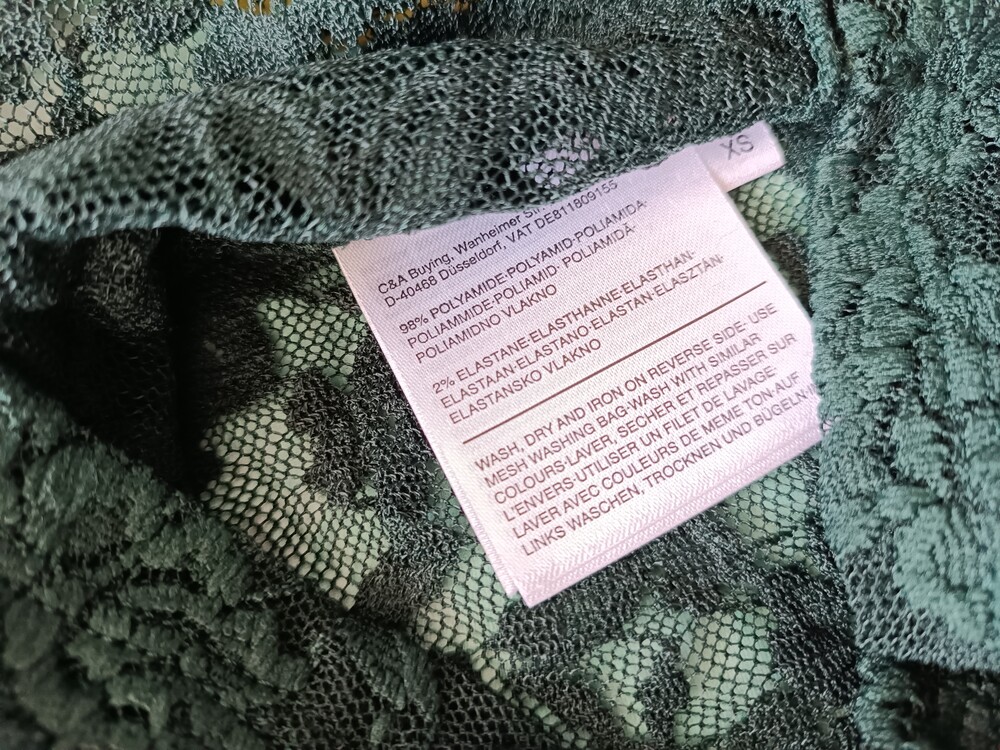 XS
C&A Buying, Wanheimer
D-40468 Düsseldorf, VAT DE811809155
98% POLYAMIDE·POLYAMID·POLIAMIDA·
POLIAMMIDE·POLIAMID· POLIAMIDĂ·
POLIAMIDNO VLAKNO
2% ELASTANE·ELASTHANNE·ELASTHAN·
ELASTAAN·ELASTANO·ELASTAN·ELASZTÁN·
ELASTANSKO VLAKNO
WASH, DRY AND IRON ON REVERSE SIDE· USE
MESH WASHING BAG·WASH WITH SIMILAR
COLOURS·LAVER, SECHER ET REPASSER SUR
L'ENVERS·UTILISER UN FILET DE LAVAGE
LAVER AVEC COULEURS DE MEME TON·AUF
LINKS WASCHEN, TROCKNEN UND BÜGELN